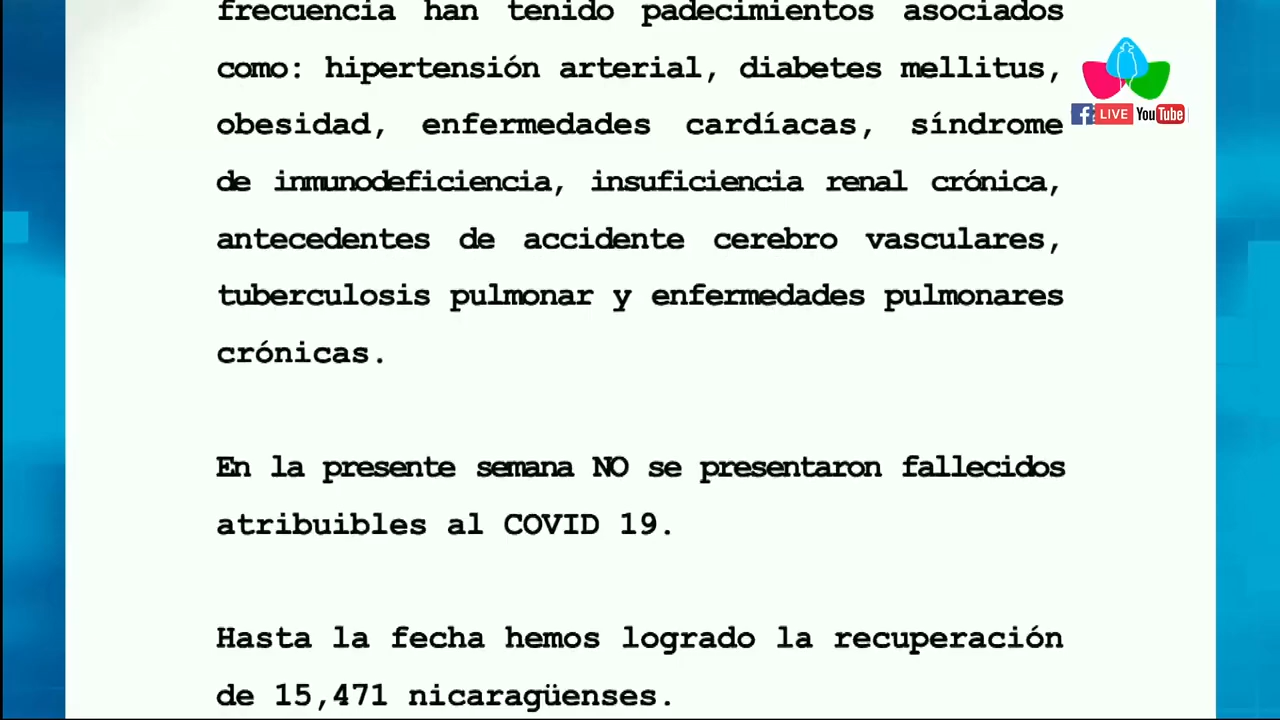 frecuencia han tenido padecimientos asociados
como: hipertensión arterial, diabetes mellitus,
obesidad, enfermedades cardíacas, síndrome
de inmunodeficiencia, insuficiencia renal crónica,
antecedentes de accidente cerebro vasculares,
tuberculosis pulmonar y enfermedades pulmonares
crónicas.
En la presente semana NO se presentaron fallecidos
atribuibles al COVID 19.
Hasta la fecha hemos logrado la recuperación
de 15,471 nicaragüenses.
f LIVE YouTube